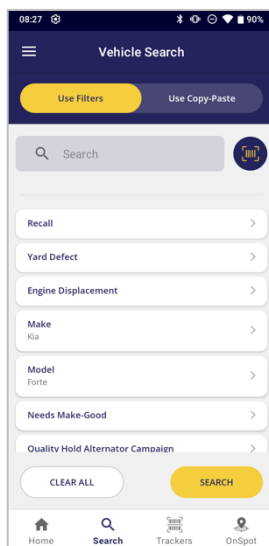 08:27 90%
Vehicle Search
Use Filters Use Copy-Paste
Search
Recall
Yard Defect
Engine Displacement
Make
Kia
Model
Forte
Needs Make-Good
Quality Hold Alternator Campaign
CLEAR ALL SEARCH
Home Search Trackers OnSpot